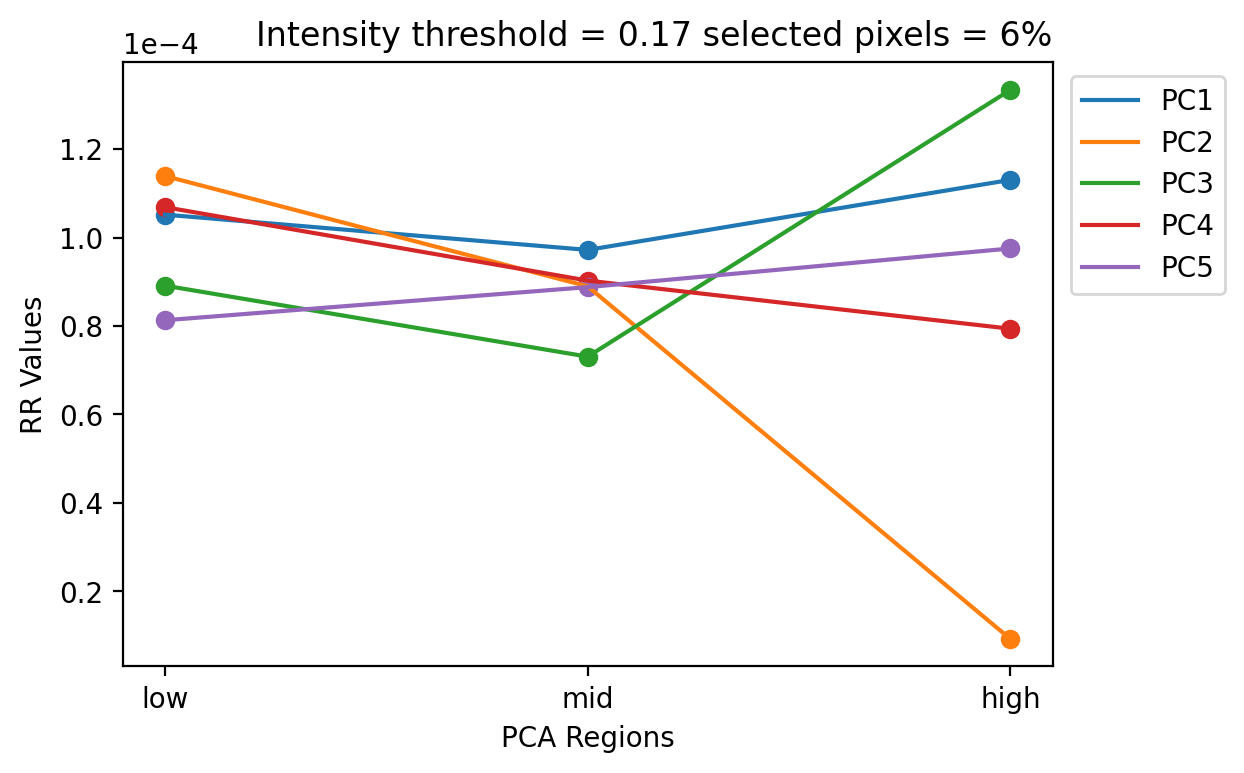 Intensity threshold = 0.17 selected pixels = 6%
1e−4
1.2
1.0
0.8
0.6
0.4
0.2
RR Values
low
mid
high
PCA Regions
PC1
PC2
PC3
PC4
PC5